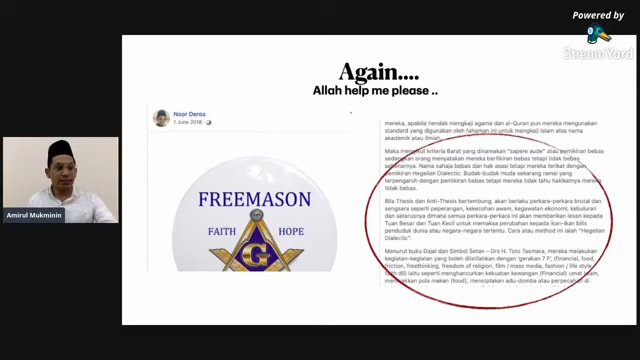 Powered by
StreamYard
Again....
Allah help me please ..
Noor Deros
1 June 2018
FREEMASON
FAITH HOPE
G
mereka, apabila hendak mengkaji agama dan al-Quran pun mereka mengunakan
standard yang digunakan oleh fahaman ini untuk mengkaji Islam atas nama
akademik atau ilmiah.
Maka mengikut kriteria Barat yang dinamakan "sapere aude" atau pemikiran bebas
sedangkan orang menyatakan mereka berfikiran bebas tetapi tidak bebas
sebenarnya. Nama sahaja bebas dan hak asasi tetapi mereka terikat dengan
pemikiran Hegelian Dialectic. Budak-budak muda sekarang ramai yang
terpengaruh dengan pemikiran bebas tetapi mereka tidak tahu hakikatnya mereka
tidak bebas.
Bila Thesis dan Anti-Thesis bertembung, akan berlaku perkara-perkara brutal dan
sengsara seperti peperangan, kekecohan awam, kegawatan ekonomi, kebuluran
dan seterusnya dimana semua perkara-perkara ini akan memberikan lesen kepada
Tuan Besar dan Tuan Kecil untuk memaksa perubahan kepada ikan-ikan bilis
penduduk dunia atau negara-negara tertentu. Cara atau method ini ialah "Hegelian
Dialectic".
Menurut buku Dajal dan Simbol Setan – Drs H. Toto Tasmara, mereka melakukan
kegiatan-kegiatan yang boleh diistilahkan dengan 'gerakan 7 F', (financial, food,
friction, freethinking, freedom of religion, film / mass media, fashion / life style,
faith dll) iaitu seperti menghancurkan kekuatan kewangan (Financial) umat
pola makan (food), menciptakan adu-domba atau perpecahan di
Amirul Mukminin